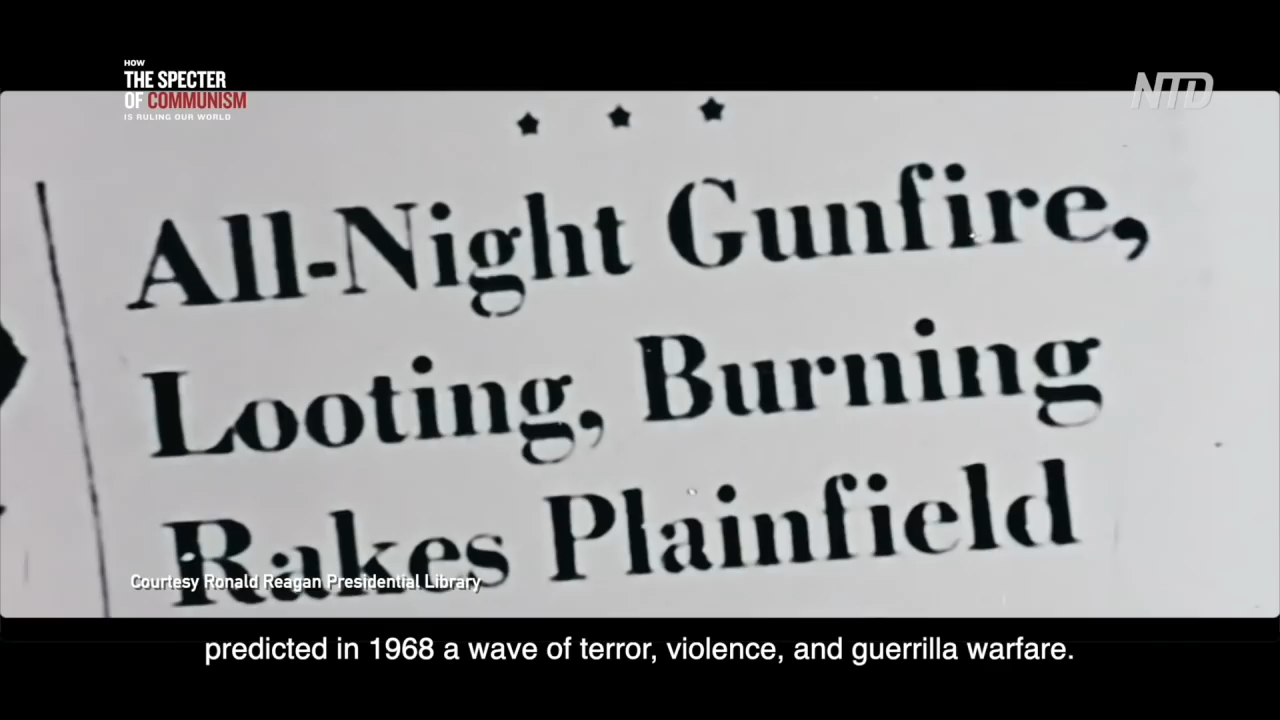 HOW
THE SPECTER
OF COMMUNISM
IS RULING OUR WORLD
NTD
All-Night Gunfire,
Looting, Burning
Rakes Plainfield
Courtesy Ronald Reagan Presidential Library
predicted in 1968 a wave of terror, violence, and guerrilla warfare.